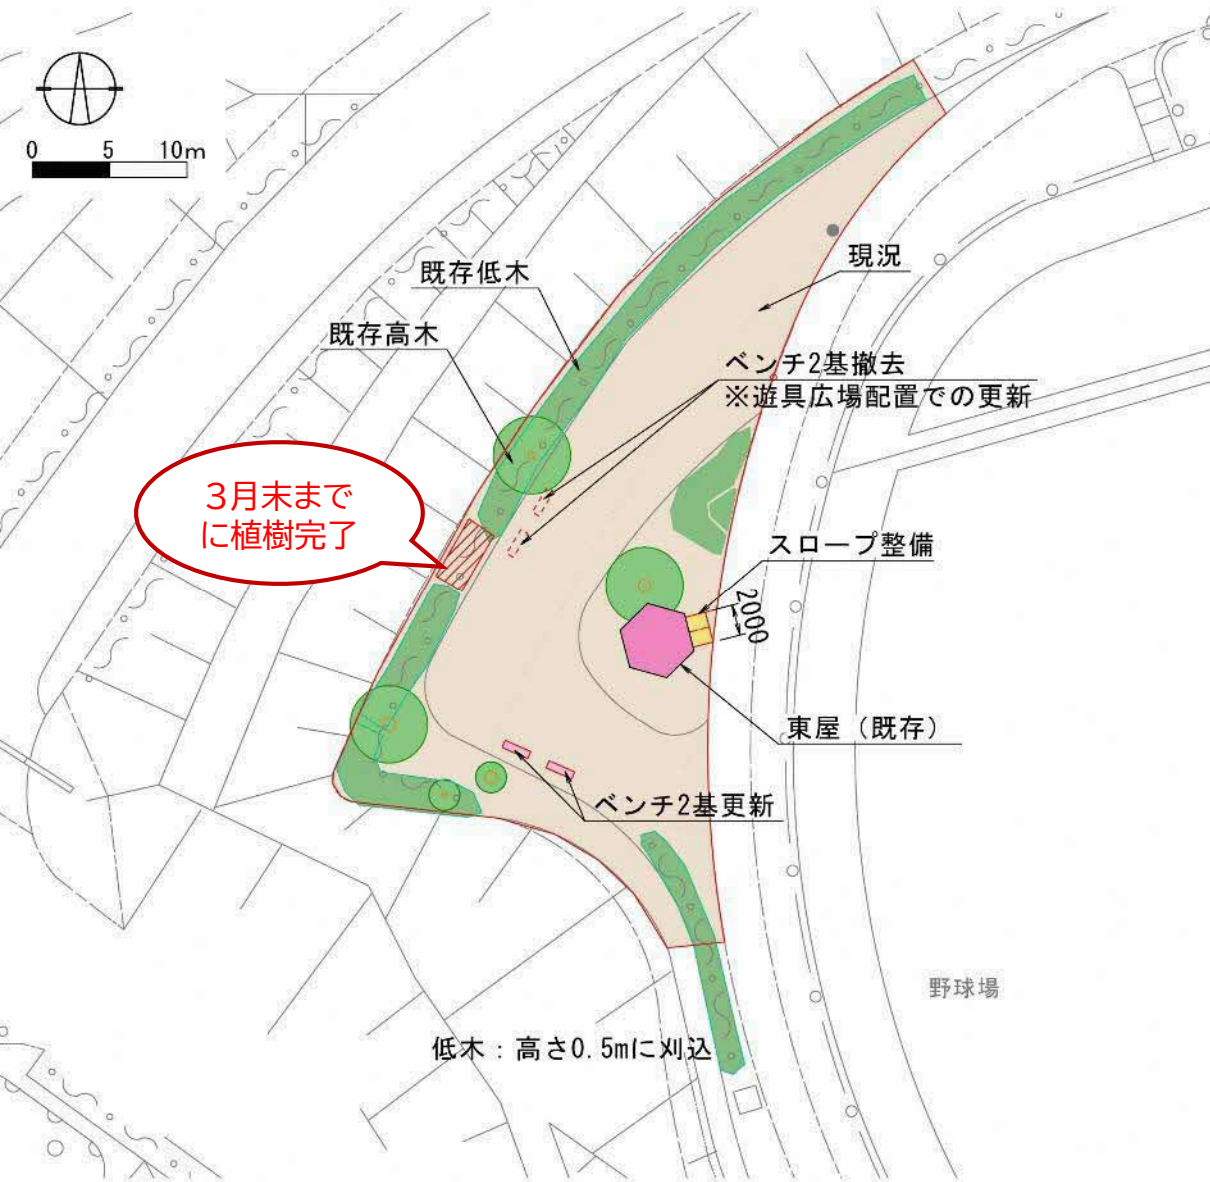 0 5 10m
現況
既存低木
既存高木
ベンチ2基撤去
※遊具広場配置での更新
3月末まで
に植樹完了
スロープ整備
2000
東屋（既存）
ベンチ2基更新
野球場
低木：高さ0.5mに刈込